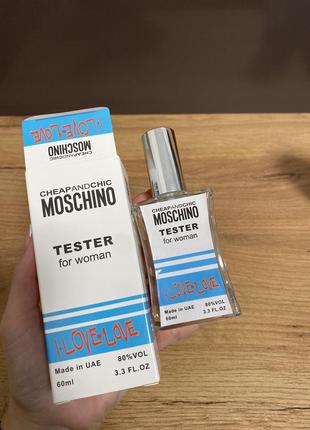 I LOVE LOVE
MOSCHINO
CHEAPANDCHIC
CHEAPANDCHIC
MOSCHINO
TESTER
for woman
I LOVE LOVE
Made in UAE 80%VOL
60ml 3.3 FL.OZ
CHEAPANDCHIC
MOSCHINO
TESTER
for woman
I LOVE LOVE
Made in UAE 80%VOL
60ml 3.3 FL.OZ